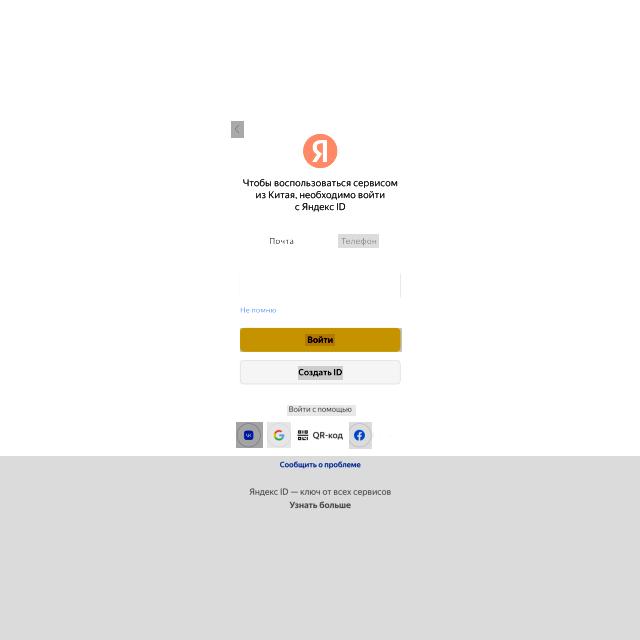 Я
Чтобы воспользоваться сервисом
из Китая, необходимо войти
с Яндекс ID
Почта Телефон
Не помню
Войти
Создать ID
Войти с помощью
QR-код
Сообщить о проблеме
Яндекс ID — ключ от всех сервисов
Узнать больше